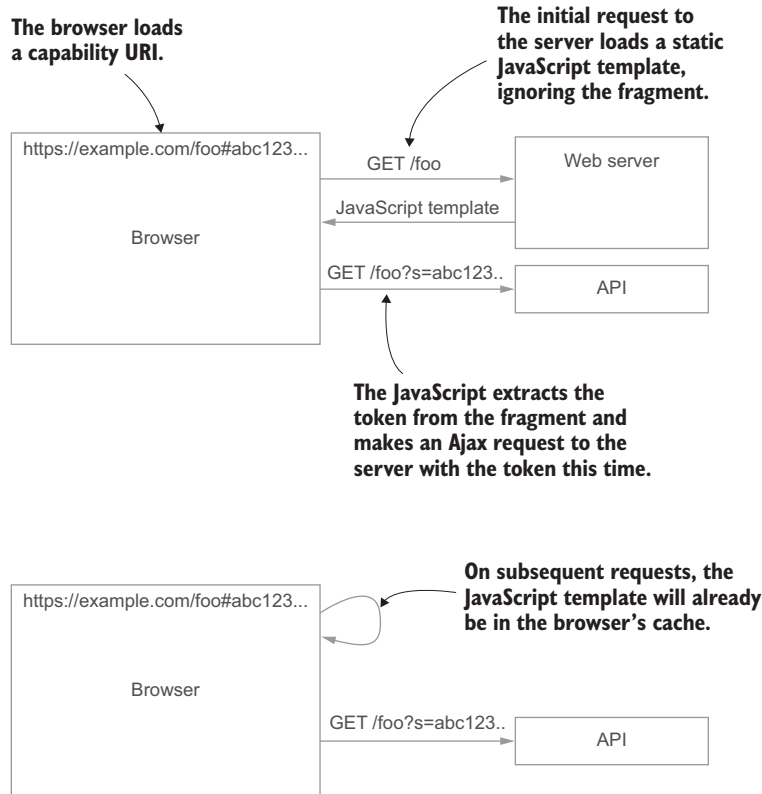 The browser loads
a capability URI.
The initial request to
the server loads a static
JavaScript template,
ignoring the fragment.
https://example.com/foo#abc123...
Browser
GET /foo
JavaScript template
Web server
GET /foo?s=abc123..
API
The JavaScript extracts the
token from the fragment and
makes an Ajax request to the
server with the token this time.
On subsequent requests, the
JavaScript template will already
be in the browser's cache.
https://example.com/foo#abc123...
Browser
GET /foo?s=abc123..
API